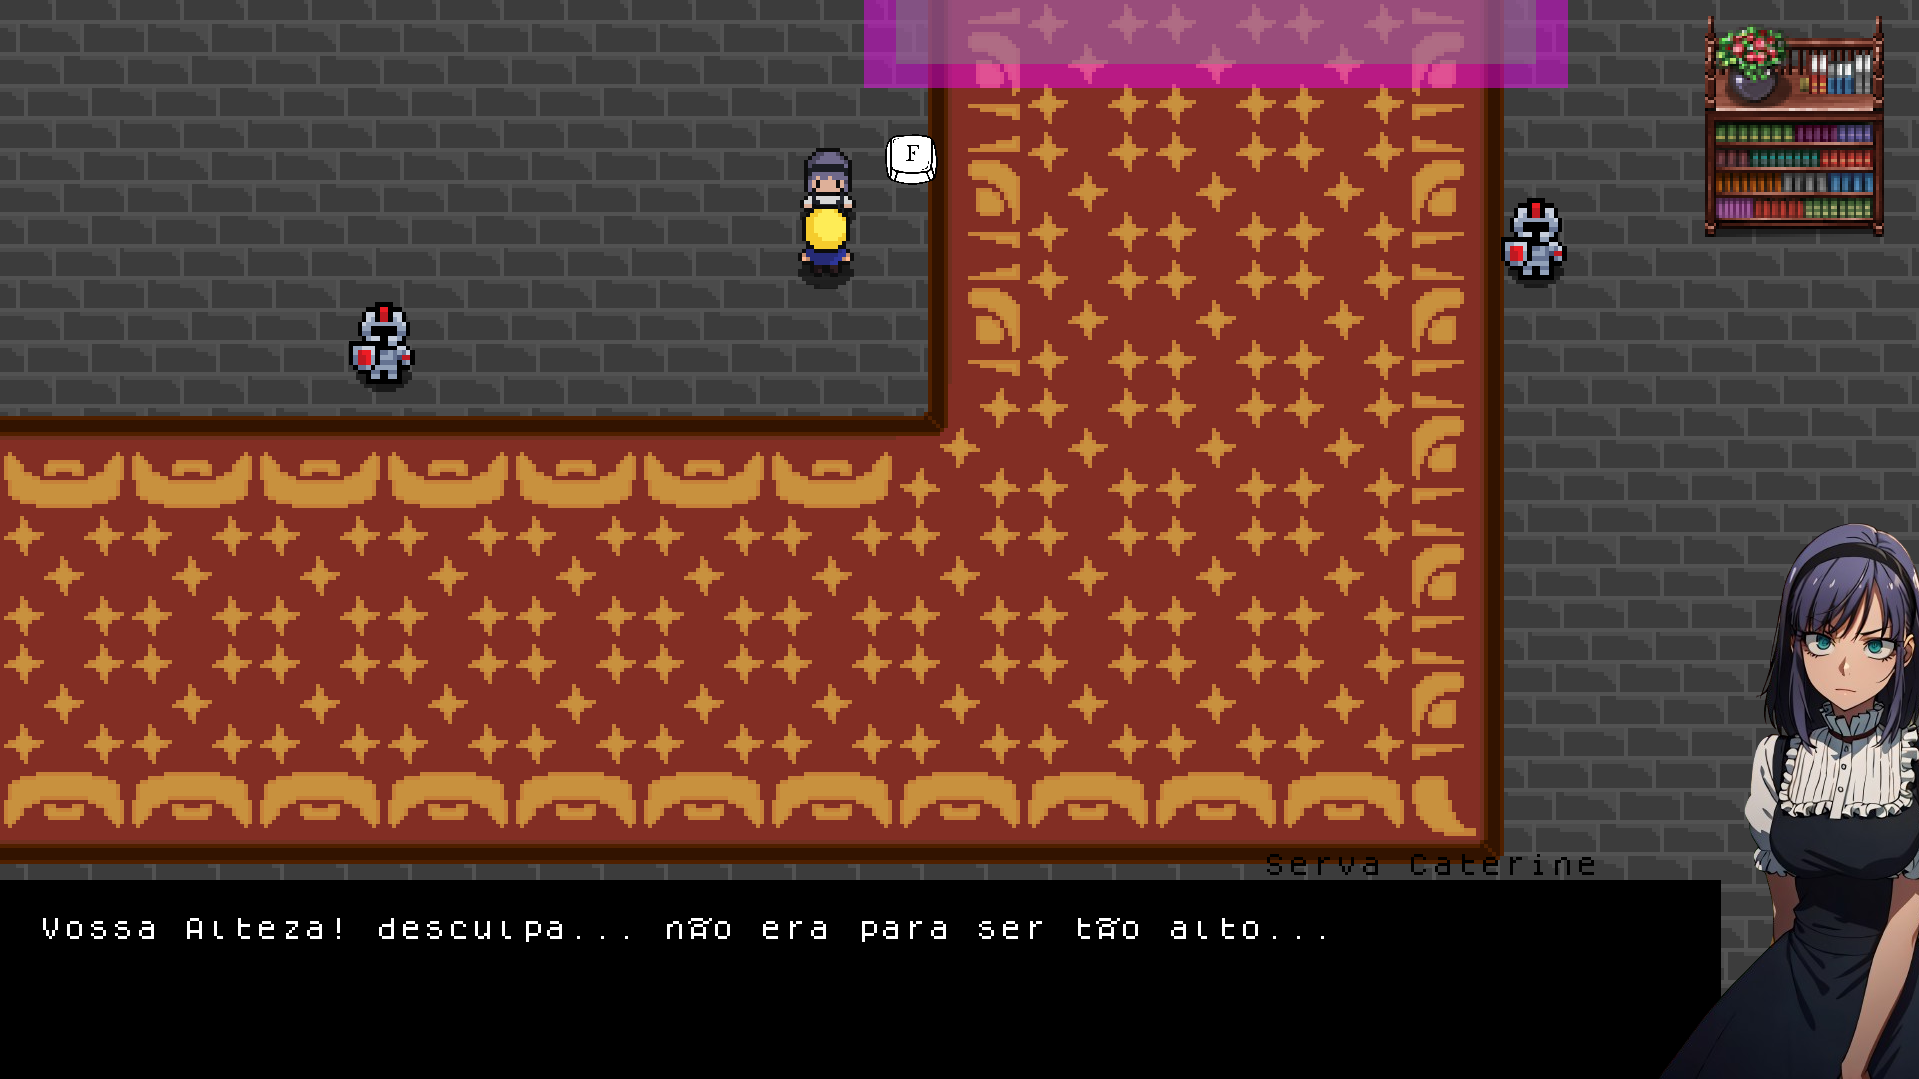 F
Serva Caterine
Vossa Alteza! desculpa... não era para ser tão alto...